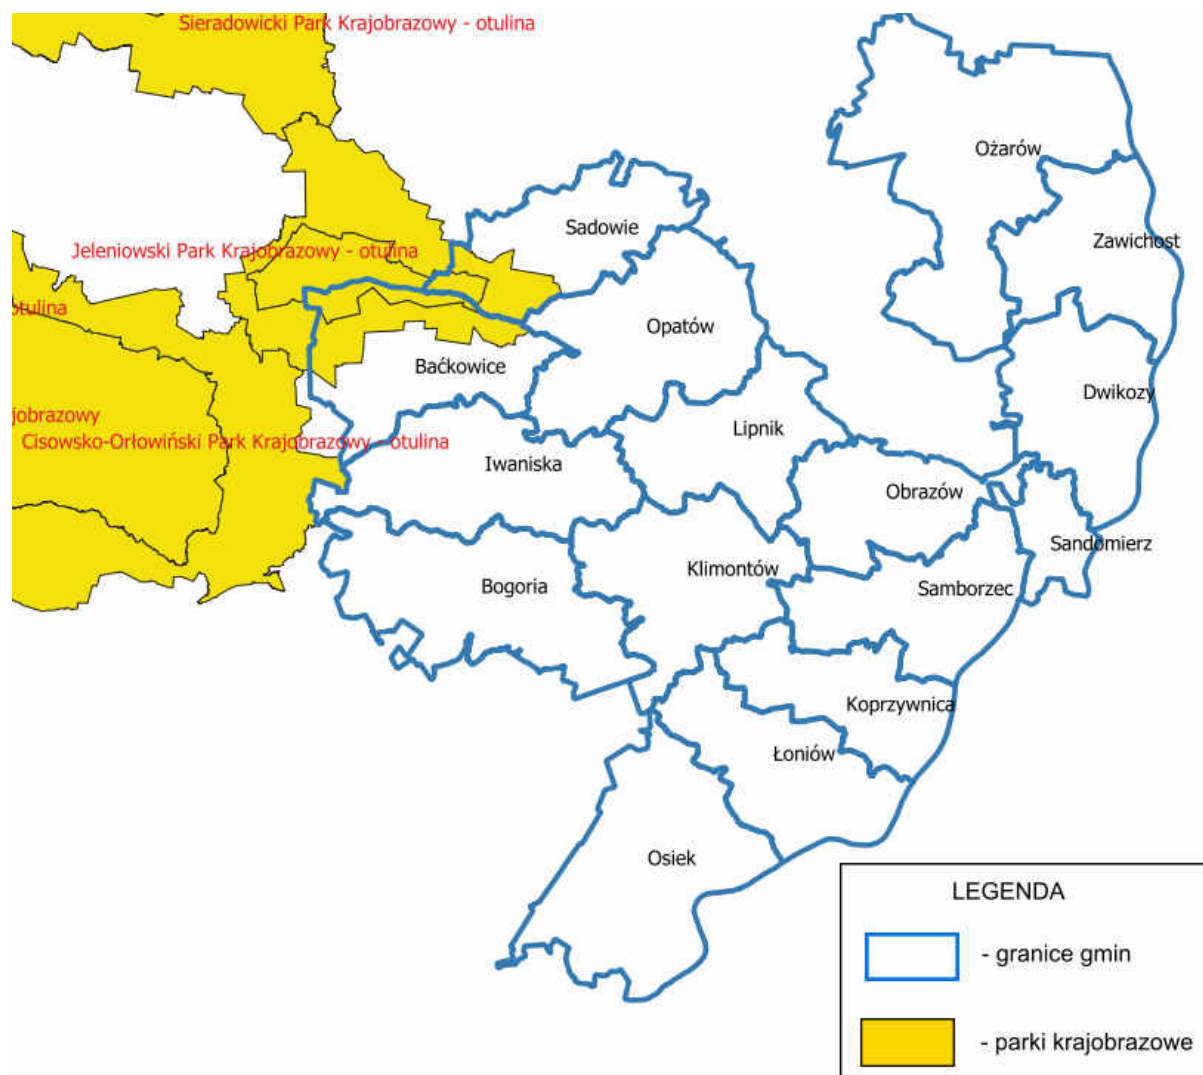 Sieradowicki Park Krajobrazowy - otulina
Ożarów
Sadowie
Zawichost
Jeleniowski Park Krajobrazowy - otulina
otulina
Opatów
Baćkowice
Dwikozy
jobrazowy
Lipnik
Cisowsko-Orłowiński Park Krajobrazowy - otulina
Iwaniska
Obrazów
Sandomierz
Klimontów
Bogoria
Samborzec
Koprzywnica
Łoniów
Osiek
LEGENDA
- granice gmin
- parki krajobrazowe